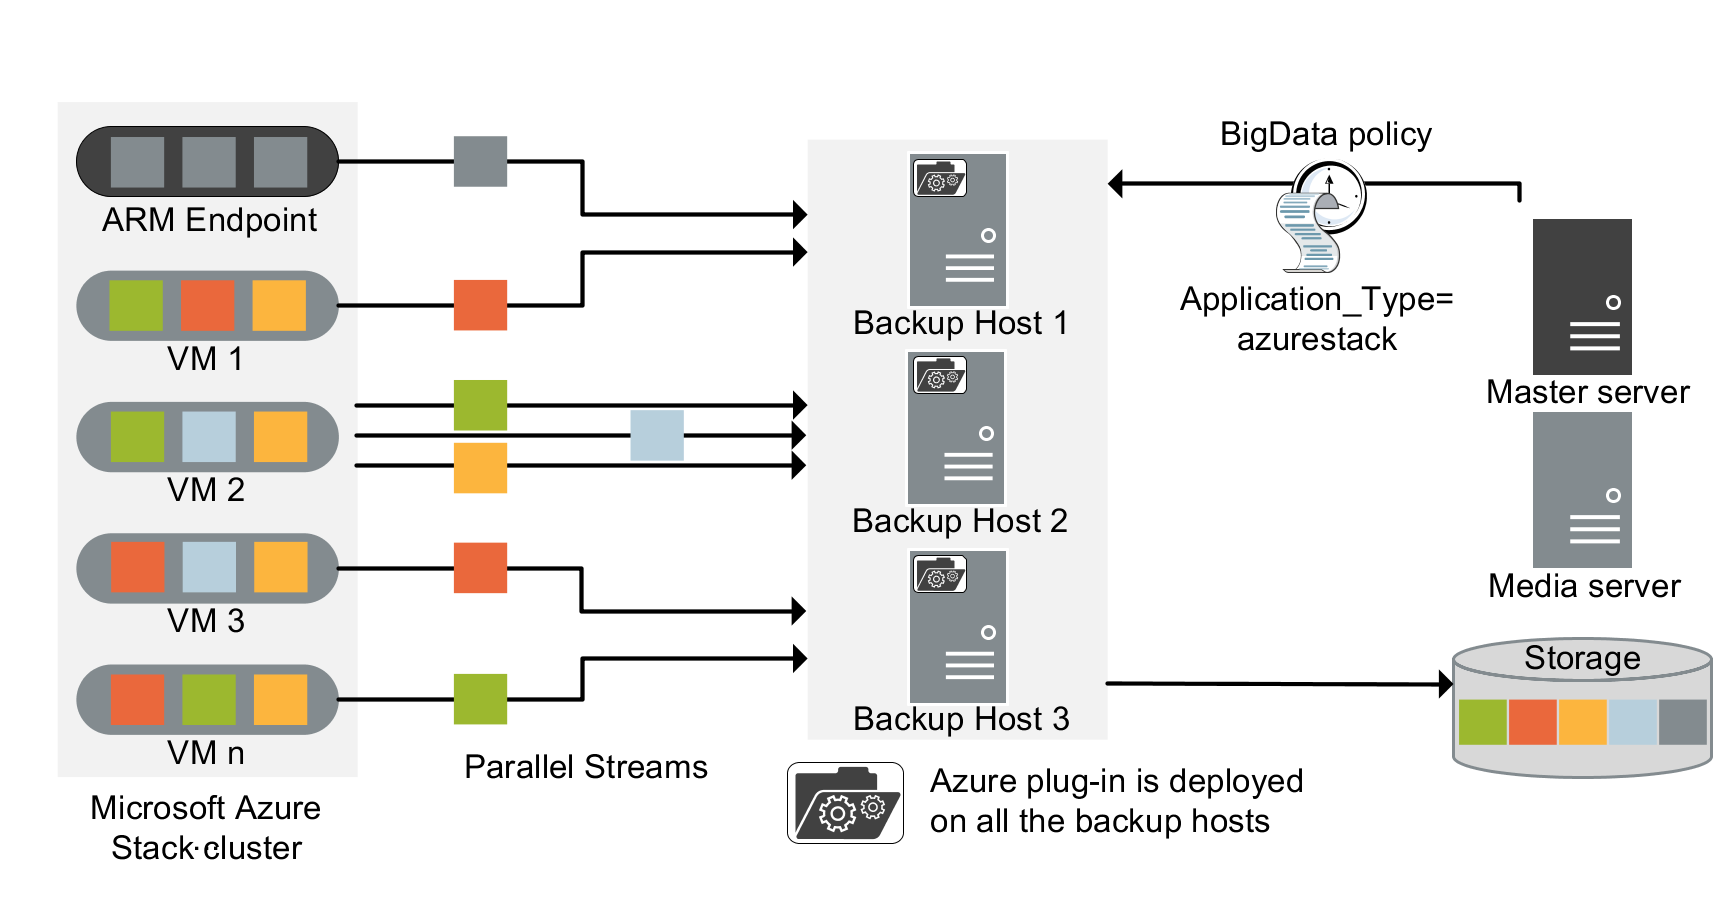 ARM Endpoint
VM 1
VM 2
VM 3
VM n
Microsoft Azure
Stack·cluster
Parallel Streams
Backup Host 1
Backup Host 2
Backup Host 3
Azure plug-in is deployed
on all the backup hosts
BigData policy
Application_Type=
azurestack
Master server
Media server
Storage